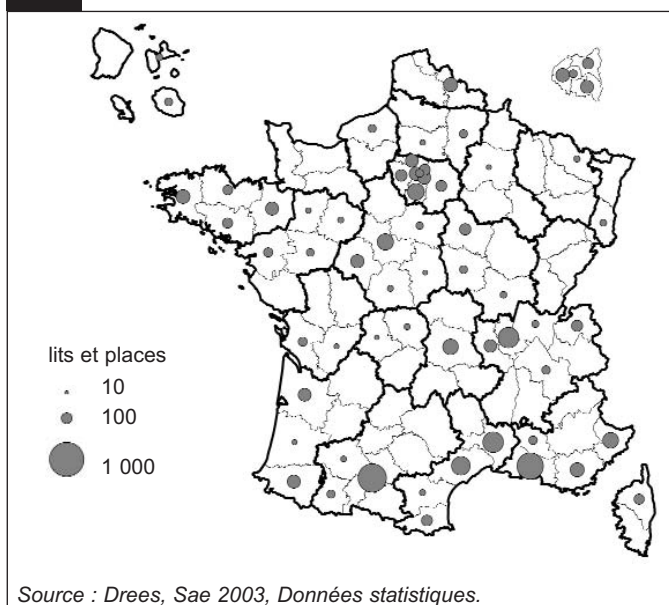 lits et places
10
100
1 000
Source : Drees, Sae 2003, Données statistiques.